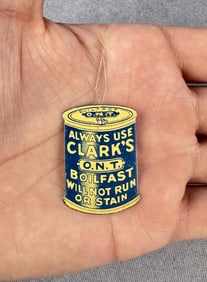 O.N.T.
ALWAYS USE
CLARK'S
O.N.T.
BOILFAST
WILL NOT RUN
OR STAIN